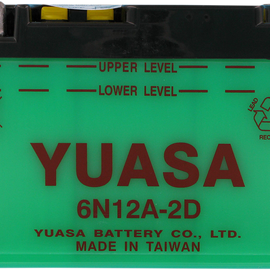 UPPER LEVEL
LOWER LEVEL
YUASA
6N12A-2D
YUASA BATTERY CO., LTD.
MADE IN TAIWAN